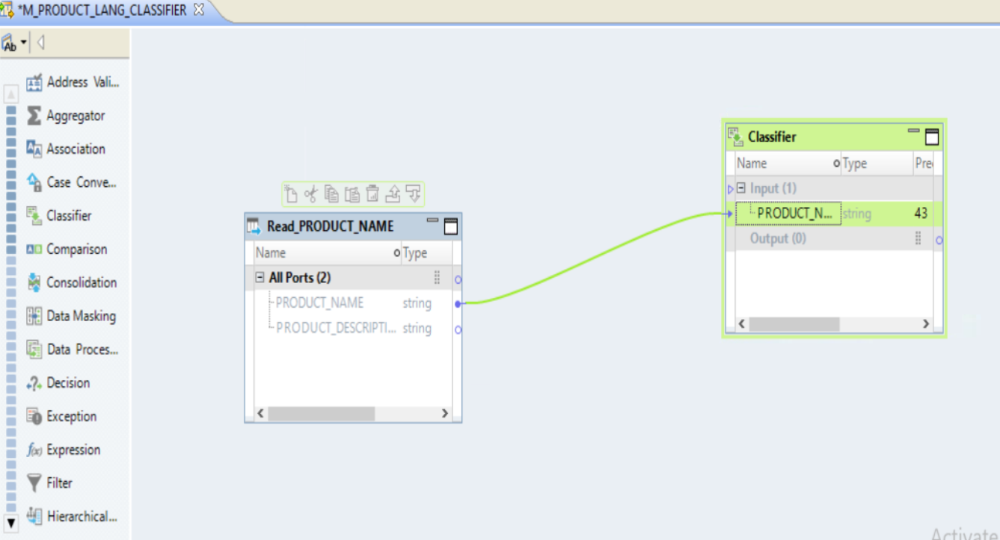 *M_PRODUCT_LANG_CLASSIFIER
Ab
Address Vali...
Aggregator
Association
Case Conve...
Classifier
Comparison
Consolidation
Data Masking
Data Proces...
Decision
Exception
f(x) Expression
Filter
Hierarchical...
Read_PRODUCT_NAME
Name Type
All Ports (2)
PRODUCT_NAME string
PRODUCT_DESCRIPTI... string
Classifier
Name Type Pre
Input (1)
PRODUCT_N... string 43
Output (0)
Activate